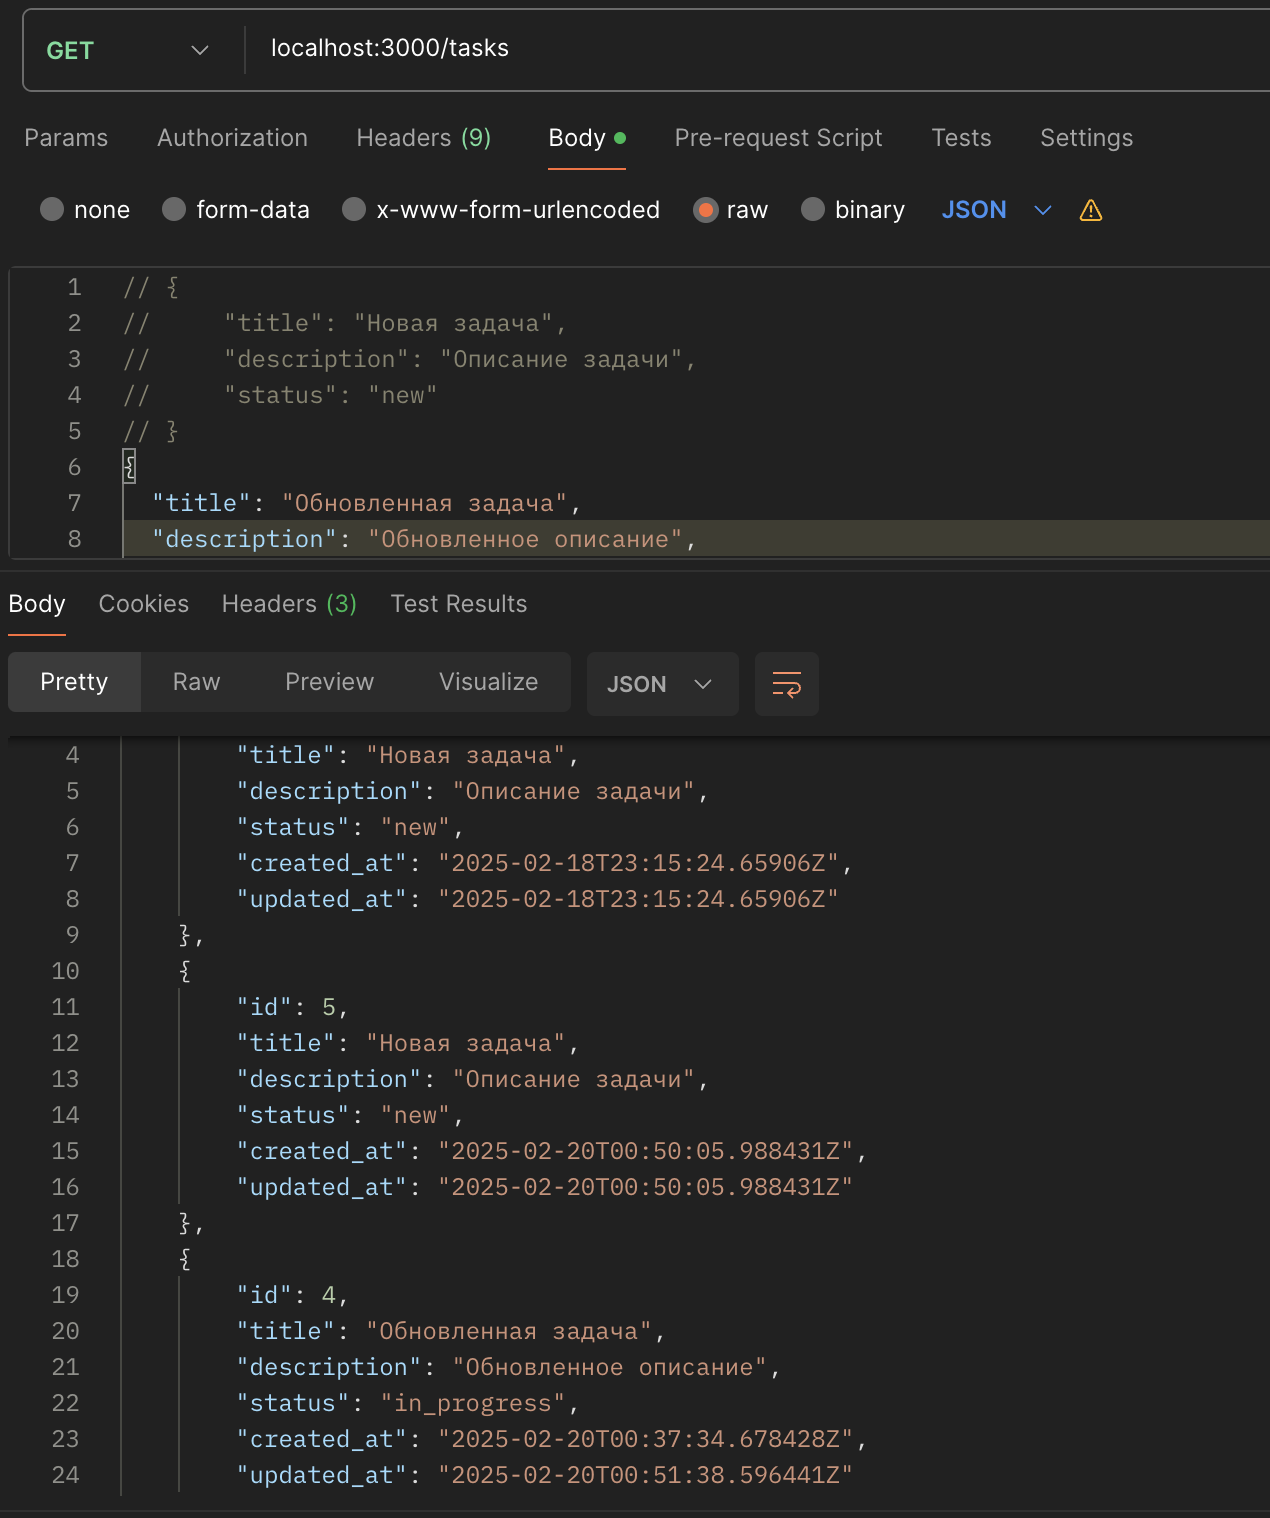 GET localhost:3000/tasks
Params Authorization Headers (9) Body Pre-request Script Tests Settings
none form-data x-www-form-urlencoded raw binary JSON
1 // {
2 //     "title": "Новая задача",
3 //     "description": "Описание задачи",
4 //     "status": "new"
5 // }
6 {
7   "title": "Обновленная задача",
8   "description": "Обновленное описание",
Body Cookies Headers (3) Test Results
Pretty Raw Preview Visualize JSON
4         "title": "Новая задача",
5         "description": "Описание задачи",
6         "status": "new",
7         "created_at": "2025-02-18T23:15:24.65906Z",
8         "updated_at": "2025-02-18T23:15:24.65906Z"
9     },
10     {
11         "id": 5,
12         "title": "Новая задача",
13         "description": "Описание задачи",
14         "status": "new",
15         "created_at": "2025-02-20T00:50:05.988431Z",
16         "updated_at": "2025-02-20T00:50:05.988431Z"
17     },
18     {
19         "id": 4,
20         "title": "Обновленная задача",
21         "description": "Обновленное описание",
22         "status": "in_progress",
23         "created_at": "2025-02-20T00:37:34.678428Z",
24         "updated_at": "2025-02-20T00:51:38.596441Z"